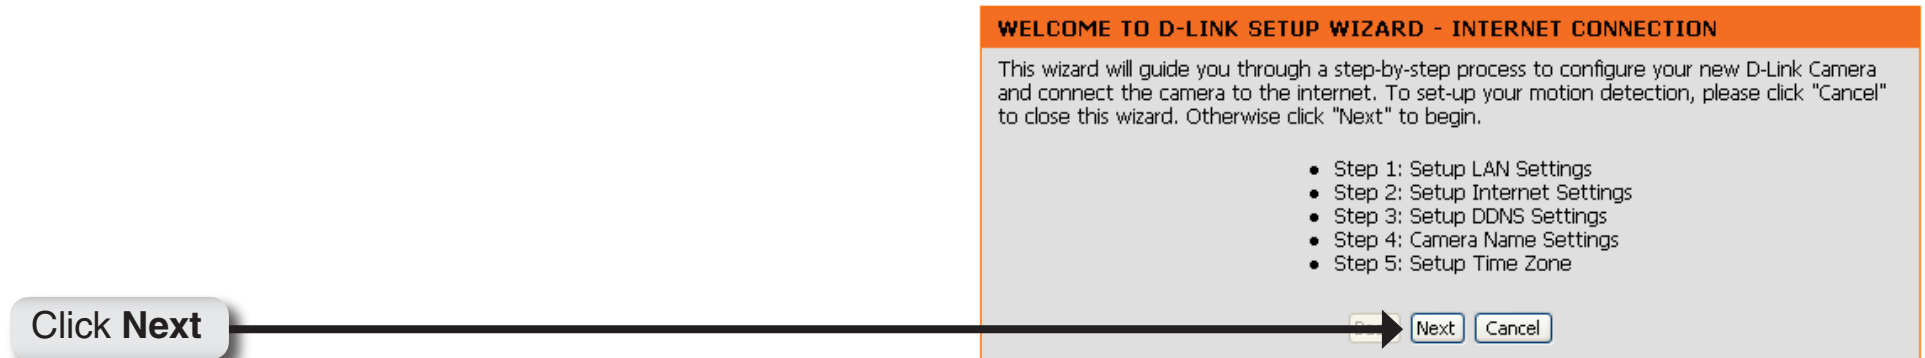 WELCOME TO D-LINK SETUP WIZARD - INTERNET CONNECTION
This wizard will guide you through a step-by-step process to configure your new D-Link Camera
and connect the camera to the internet. To set-up your motion detection, please click "Cancel"
to close this wizard. Otherwise click "Next" to begin.
• Step 1: Setup LAN Settings
• Step 2: Setup Internet Settings
• Step 3: Setup DDNS Settings
• Step 4: Camera Name Settings
• Step 5: Setup Time Zone
Click Next
Next Cancel